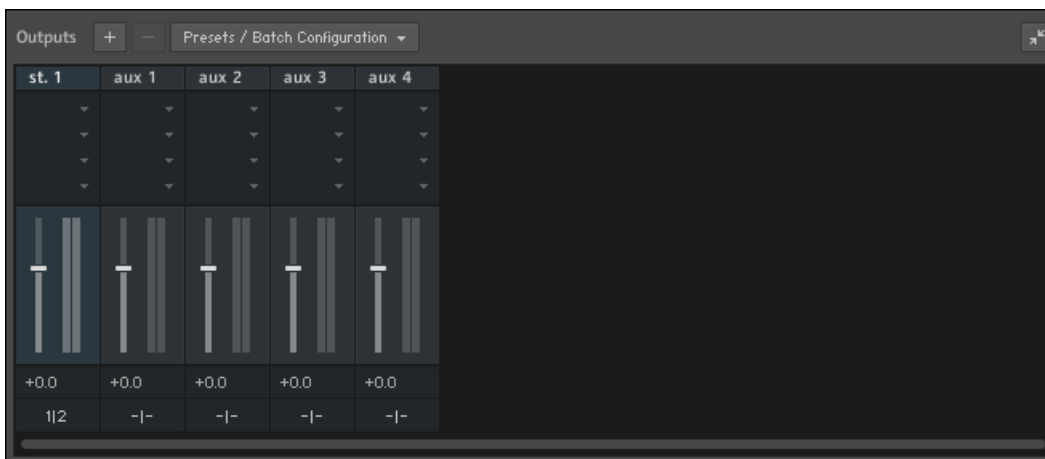 Outputs + − Presets / Batch Configuration
st. 1 aux 1 aux 2 aux 3 aux 4
+0.0 +0.0 +0.0 +0.0 +0.0
1|2 -|- -|- -|- -|-